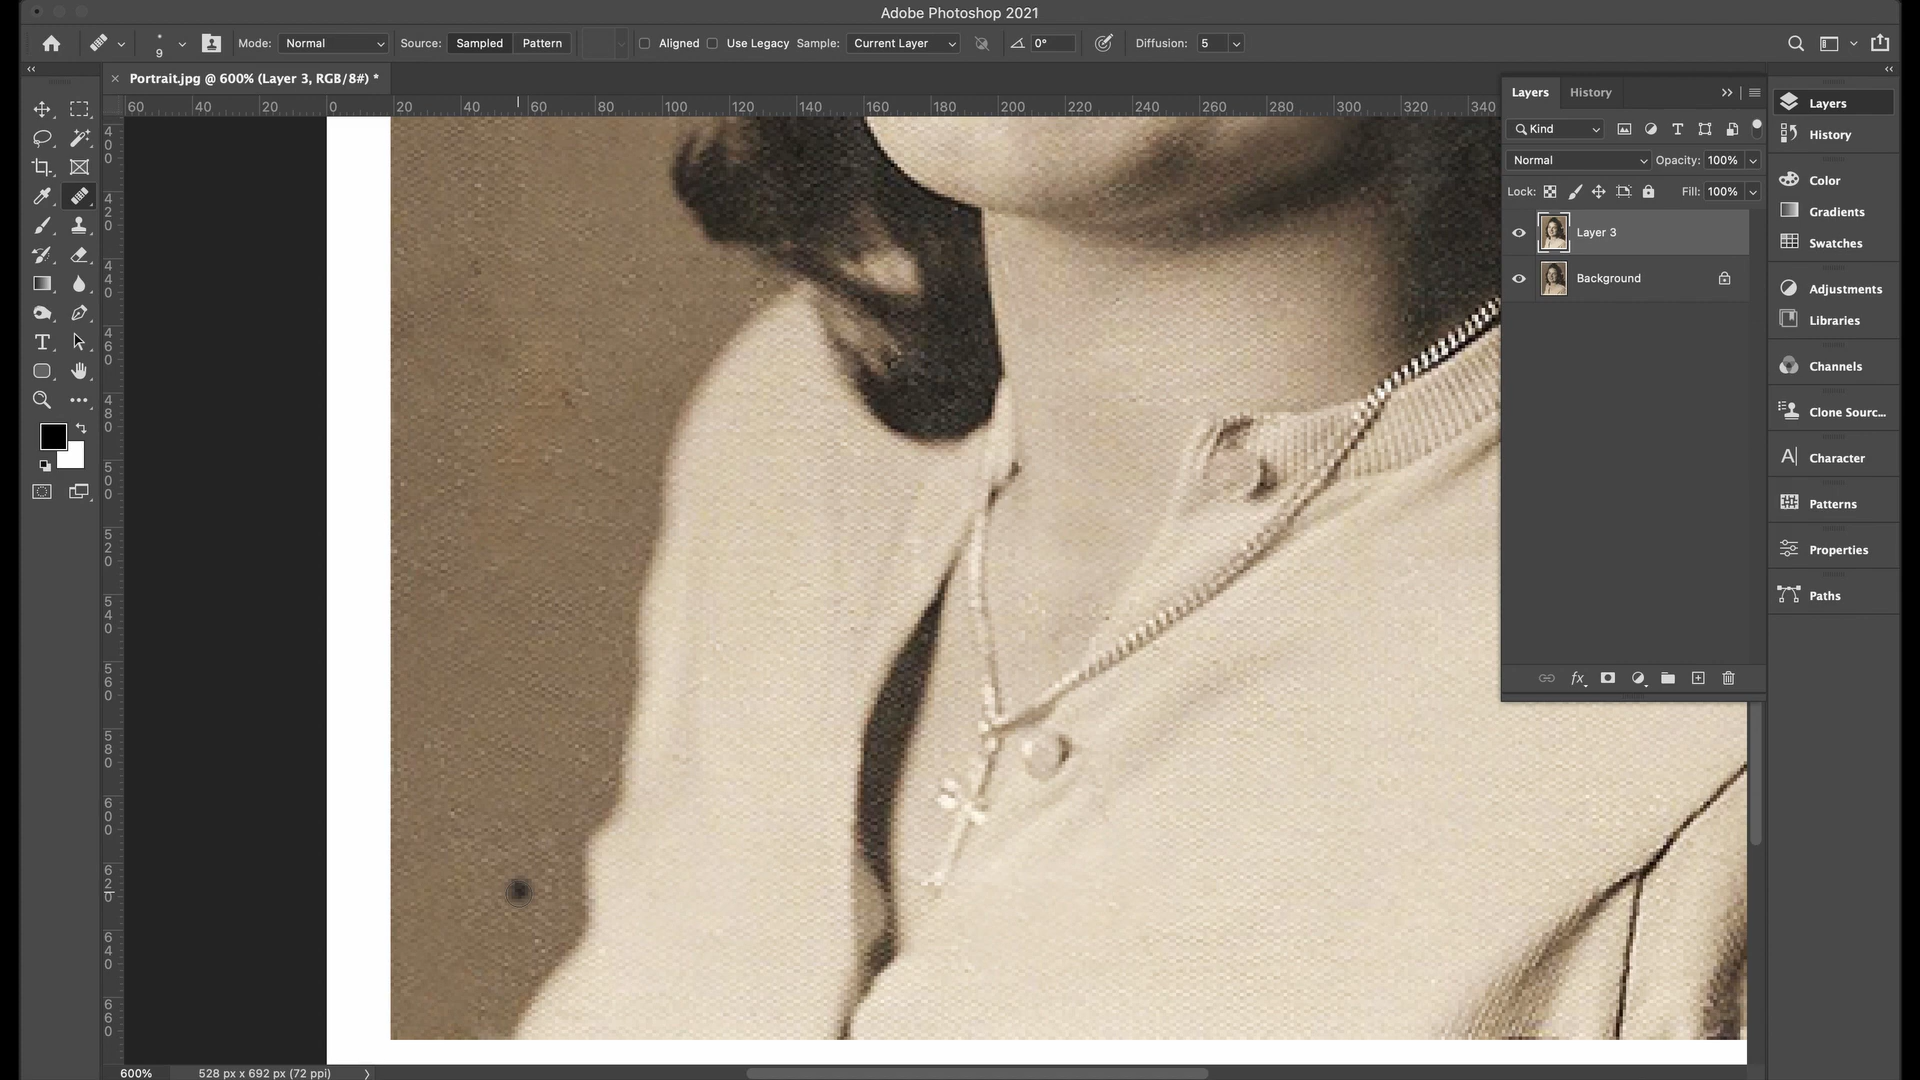 Adobe Photoshop 2021
9 Mode: Normal Source: Sampled Pattern Aligned Use Legacy Sample: Current Layer 0° Diffusion: 5
Portrait.jpg @ 600% (Layer 3, RGB/8#) *
60 40 20 0 20 40 60 80 100 120 140 160 180 200 220 240 260 280 300 320 340
400
420
440
460
480
500
520
540
560
580
600
620
640
660
Layers History
Kind
Normal Opacity: 100%
Lock: Fill: 100%
Layer 3
Background
fx
Layers
History
Color
Gradients
Swatches
Adjustments
Libraries
Channels
Clone Sourc...
Character
Patterns
Properties
Paths
600% 528 px x 692 px (72 ppi)